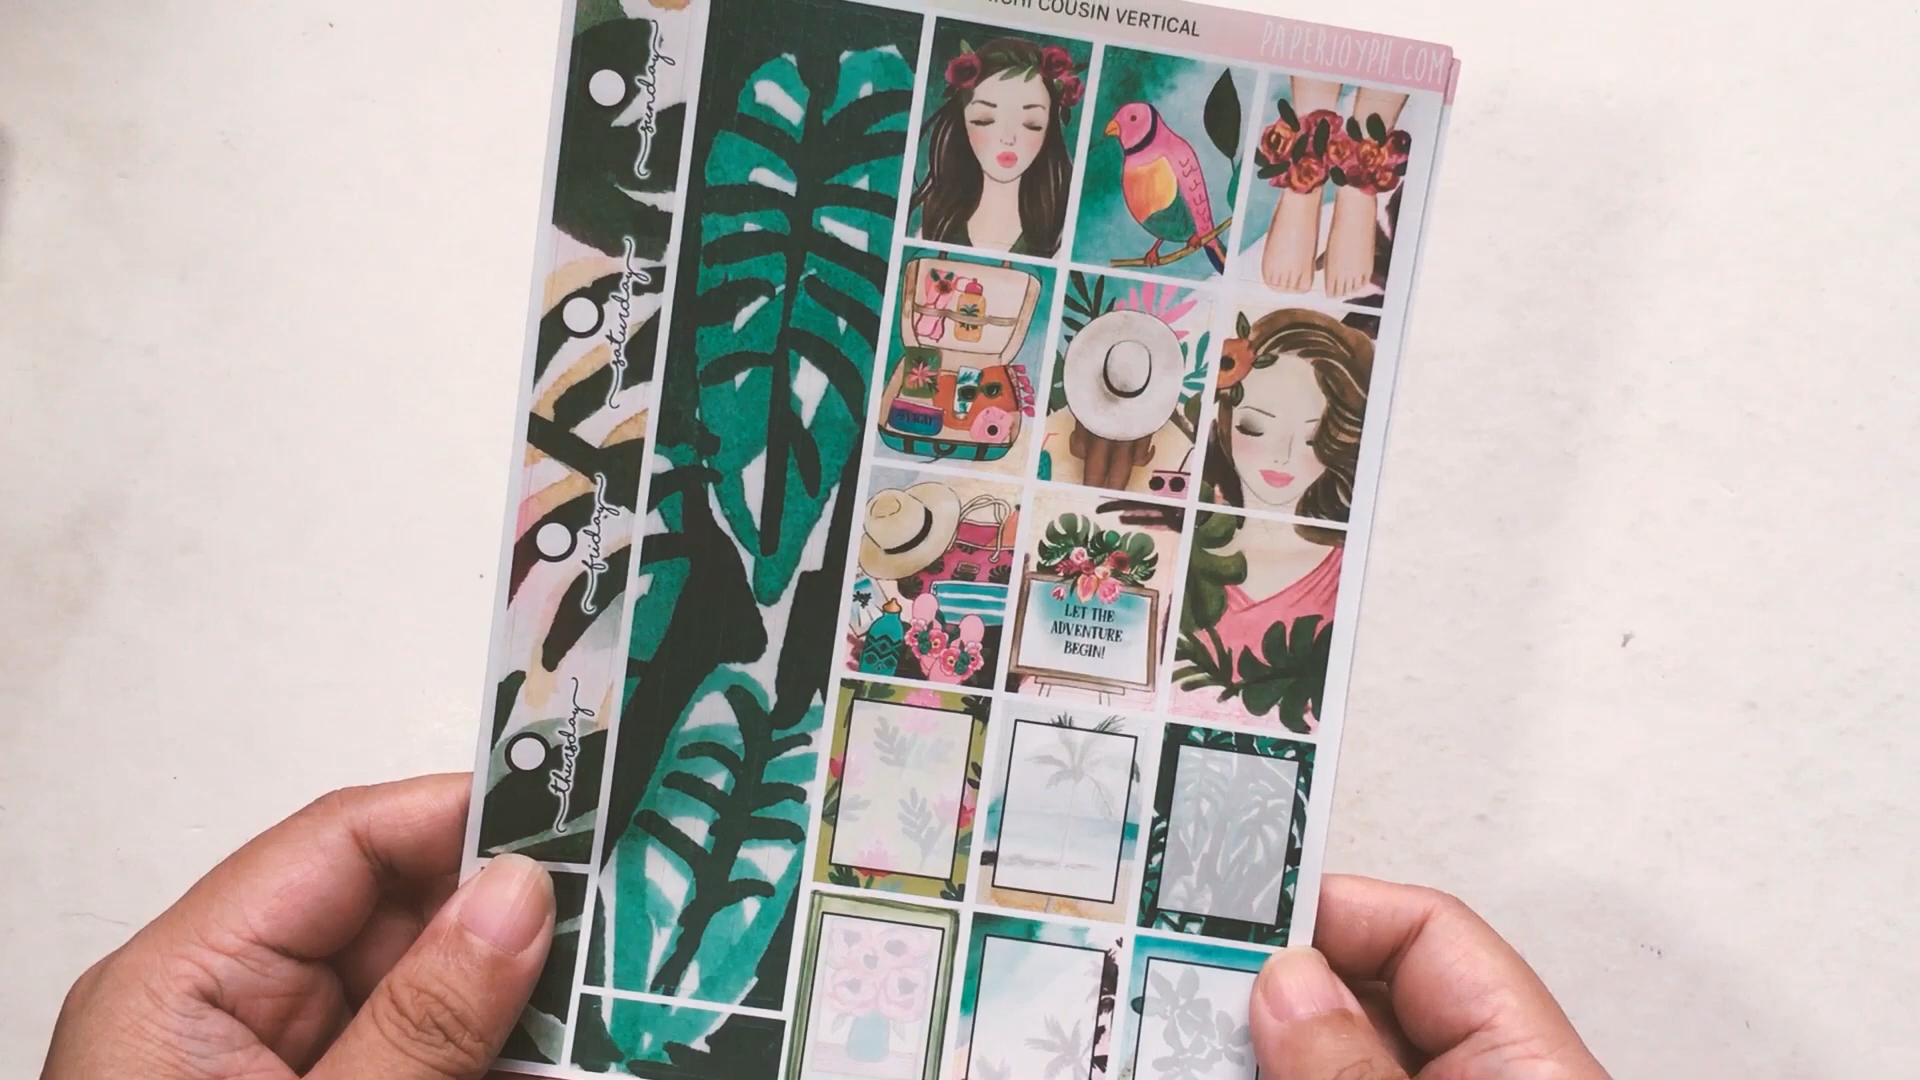 COUSIN VERTICAL
PAPERJOYPH.COM
sunday
saturday
friday
thursday
LET THE
ADVENTURE
BEGIN!